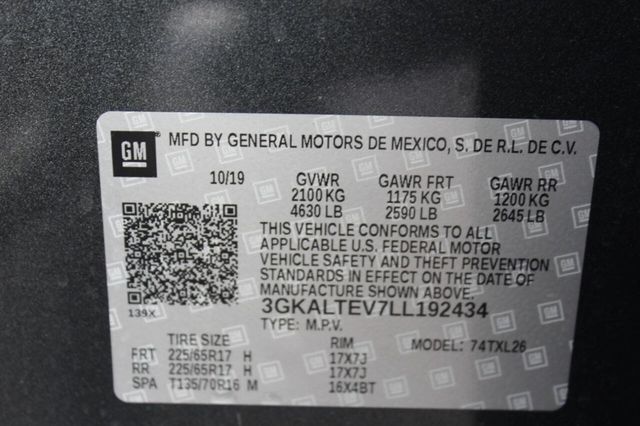 GM MFD BY GENERAL MOTORS DE MEXICO, S. DE R.L. DE C.V.
10/19 GVWR GAWR FRT GAWR RR
2100 KG 1175 KG 1200 KG
4630 LB 2590 LB 2645 LB
THIS VEHICLE CONFORMS TO ALL
APPLICABLE U.S. FEDERAL MOTOR
VEHICLE SAFETY AND THEFT PREVENTION
STANDARDS IN EFFECT ON THE DATE OF
MANUFACTURE SHOWN ABOVE.
139X 3GKALTEV7LL192434
TYPE: M.P.V.
TIRE SIZE RIM MODEL: 74TXL26
FRT 225/65R17 H 17X7J
RR 225/65R17 H 17X7J
SPA T135/70R16 M 16X4BT